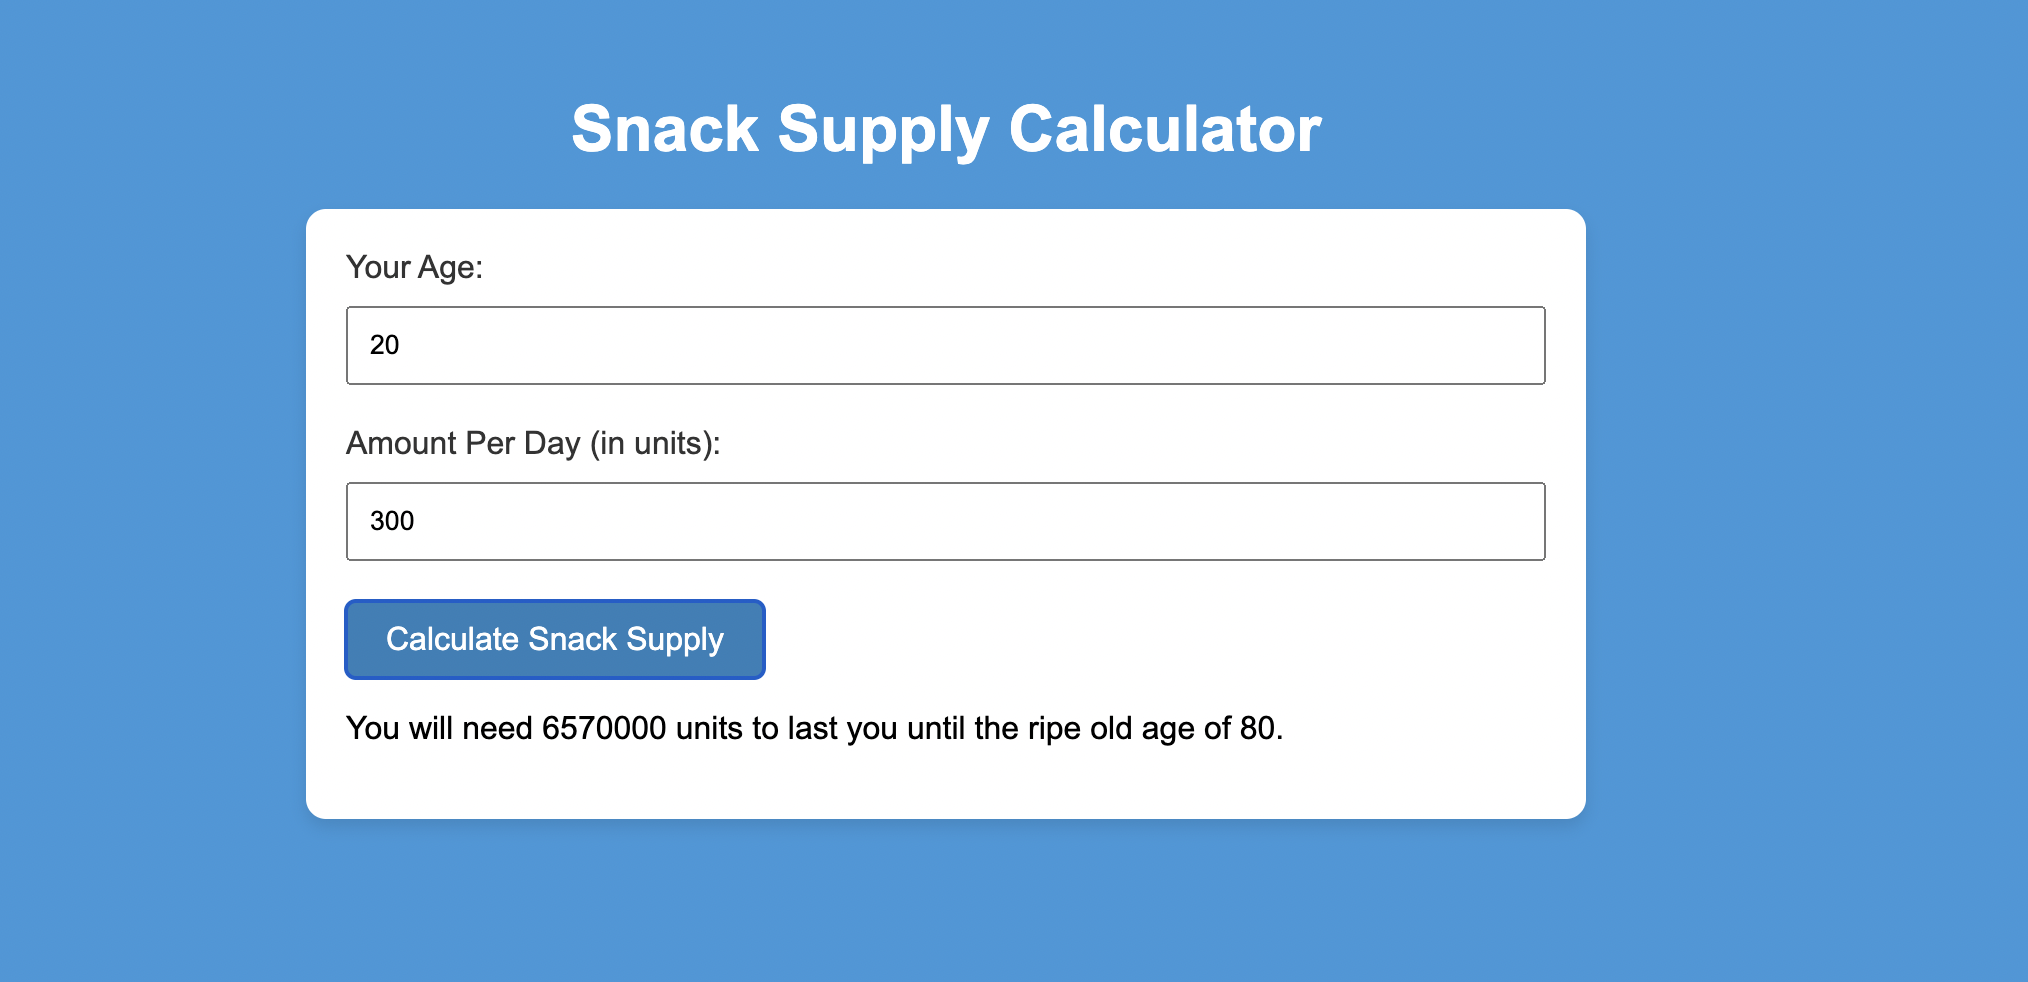 Snack Supply Calculator
Your Age:
20
Amount Per Day (in units):
300
Calculate Snack Supply
You will need 6570000 units to last you until the ripe old age of 80.